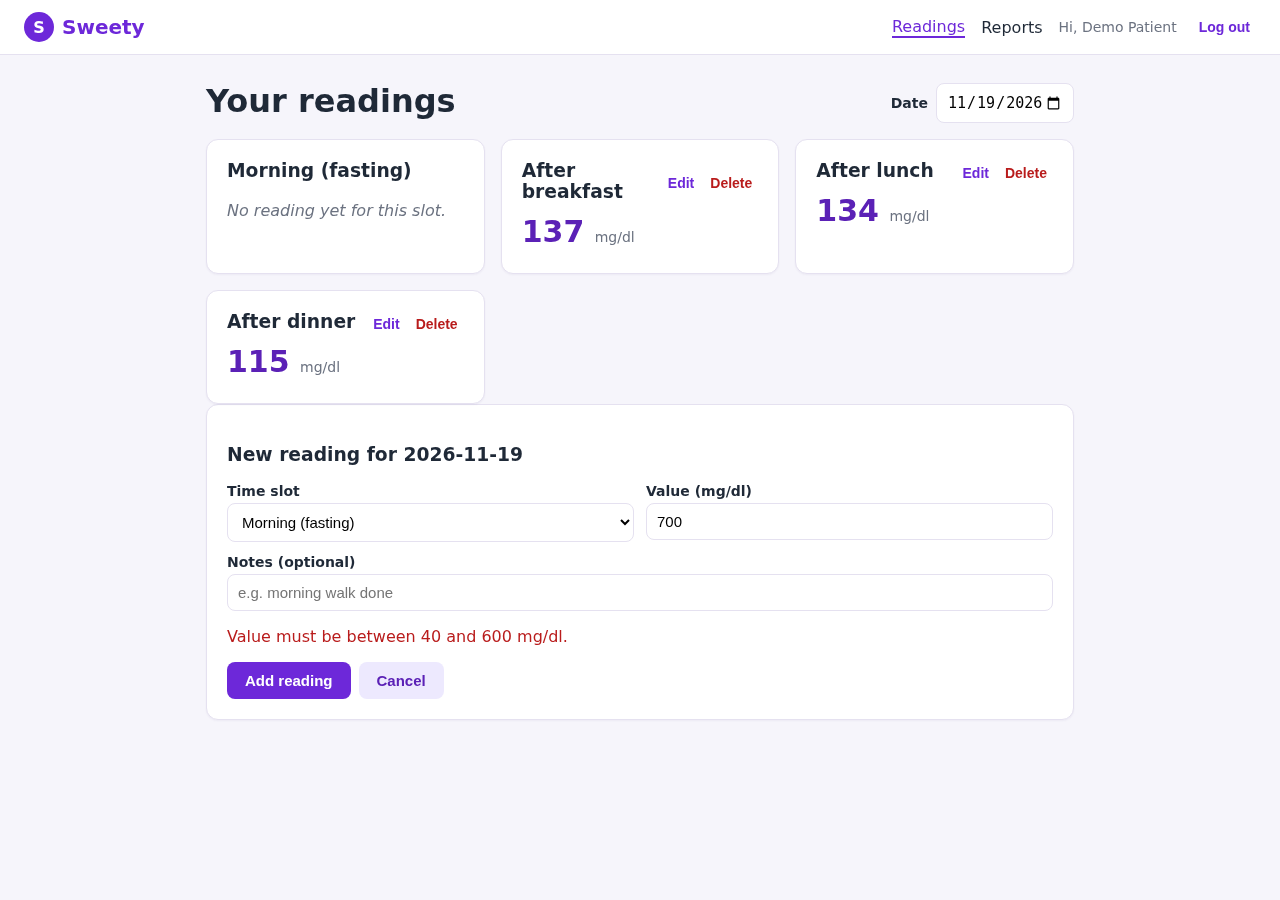 S Sweety
Readings Reports Hi, Demo Patient Log out
Your readings
Date 11/19/2026
Morning (fasting)
No reading yet for this slot.
After breakfast
Edit Delete
137 mg/dl
After lunch
Edit Delete
134 mg/dl
After dinner
Edit Delete
115 mg/dl
New reading for 2026-11-19
Time slot
Morning (fasting)
Value (mg/dl)
700
Notes (optional)
e.g. morning walk done
Value must be between 40 and 600 mg/dl.
Add reading Cancel